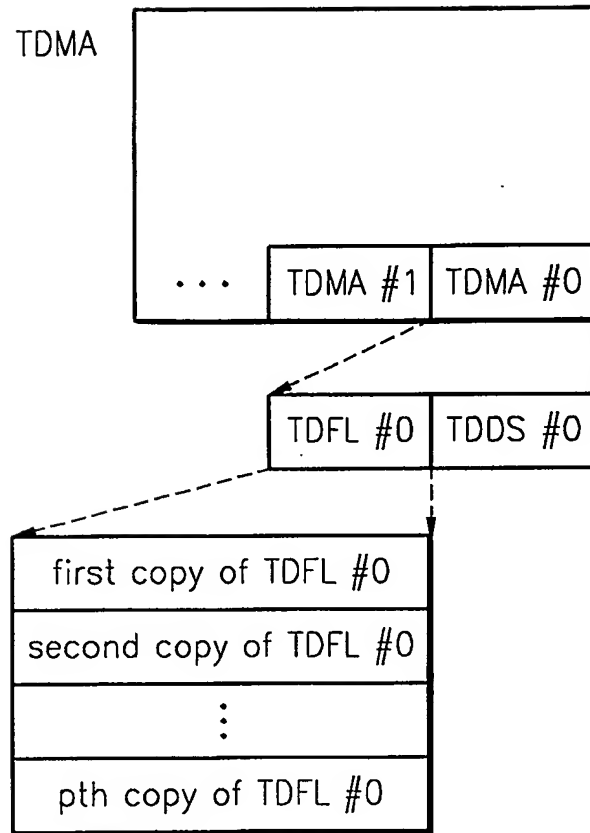 TDMA
... TDMA #1 TDMA #0
TDFL #0 TDDS #0
first copy of TDFL #0
second copy of TDFL #0
⋮
pth copy of TDFL #0